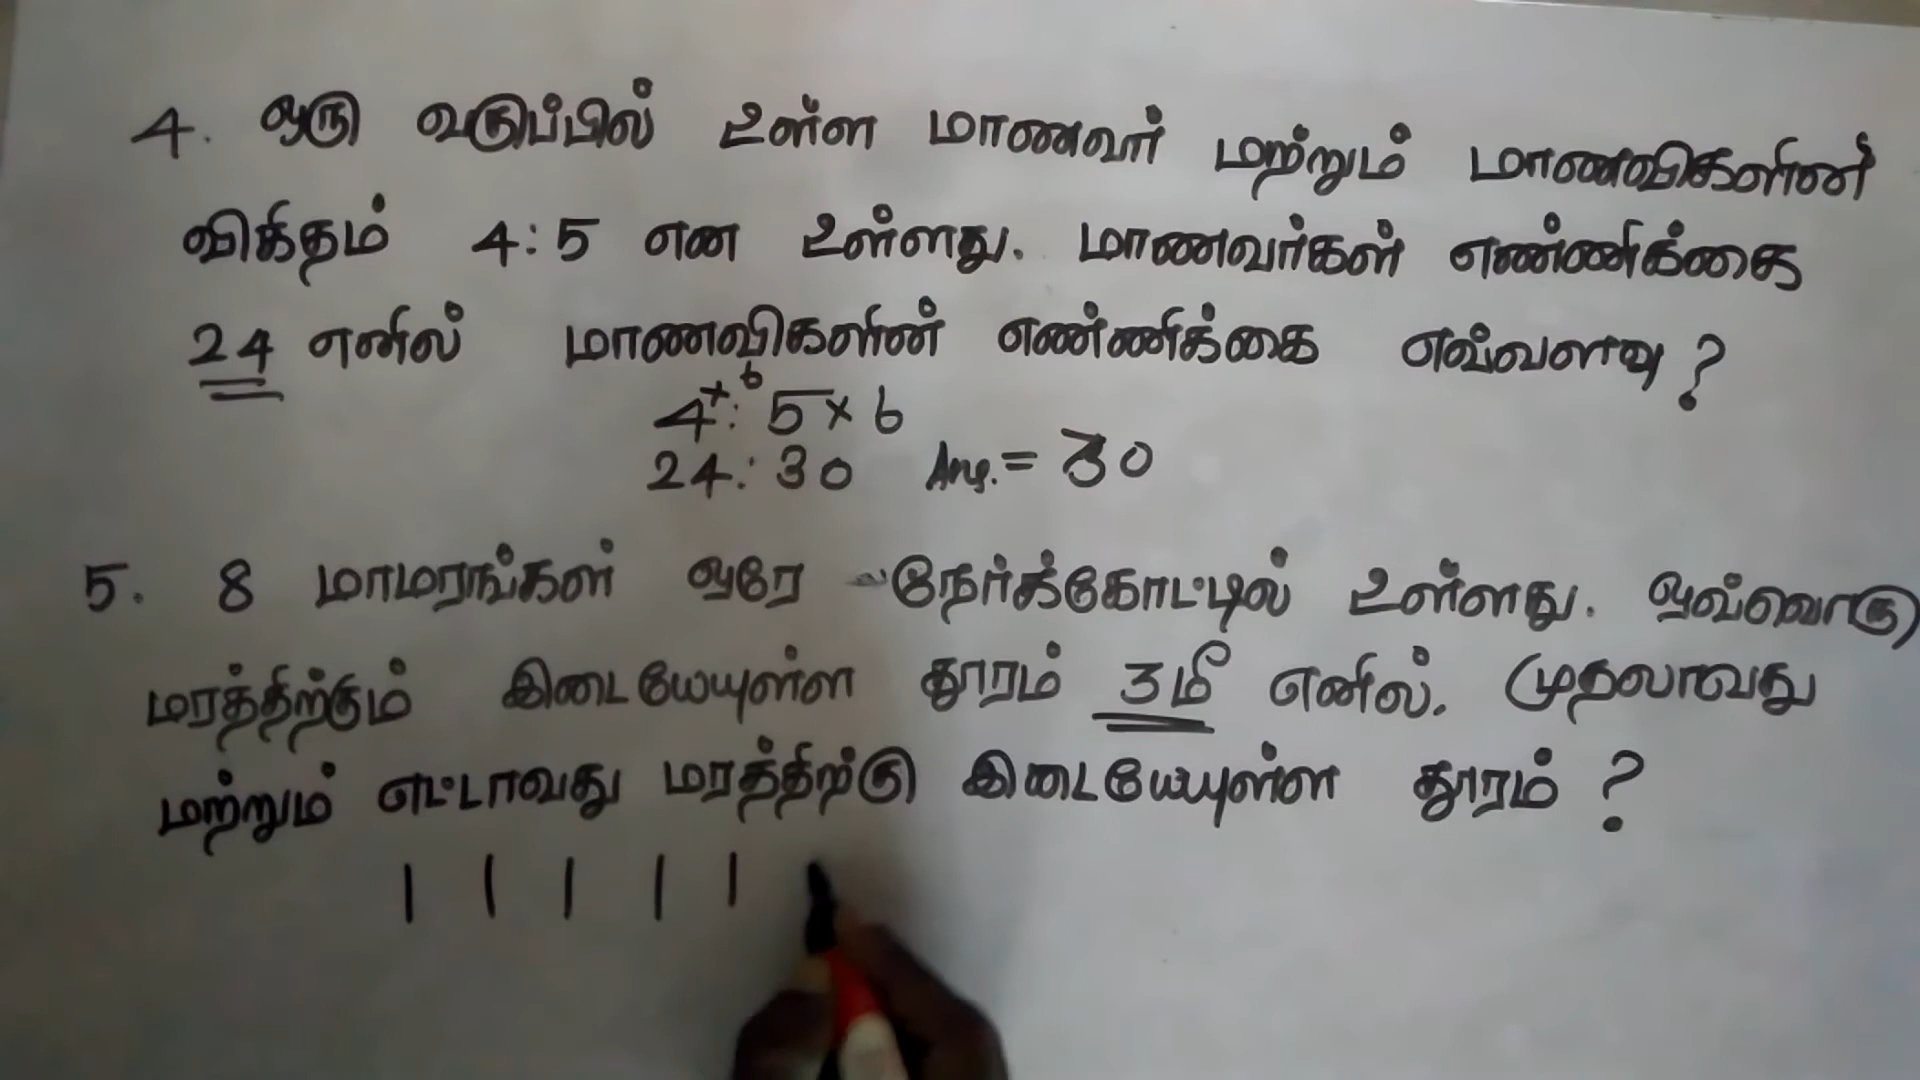 4. ஒரு வகுப்பில் உள்ள மாணவர் மற்றும் மாணவிகளின்
விகிதம் 4:5 என உள்ளது. மாணவர்கள் எண்ணிக்கை
24 எனில் மாணவிகளின் எண்ணிக்கை எவ்வளவு?
4×6: 5×6
24:30 Ans.= 30
5. 8 மாமரங்கள் ஒரே நேர்க்கோட்டில் உள்ளது. ஒவ்வொரு
மரத்திற்கும் இடையேயுள்ள தூரம் 3மீ எனில். முதலாவது
மற்றும் எட்டாவது மரத்திற்கு இடையேயுள்ள தூரம்?